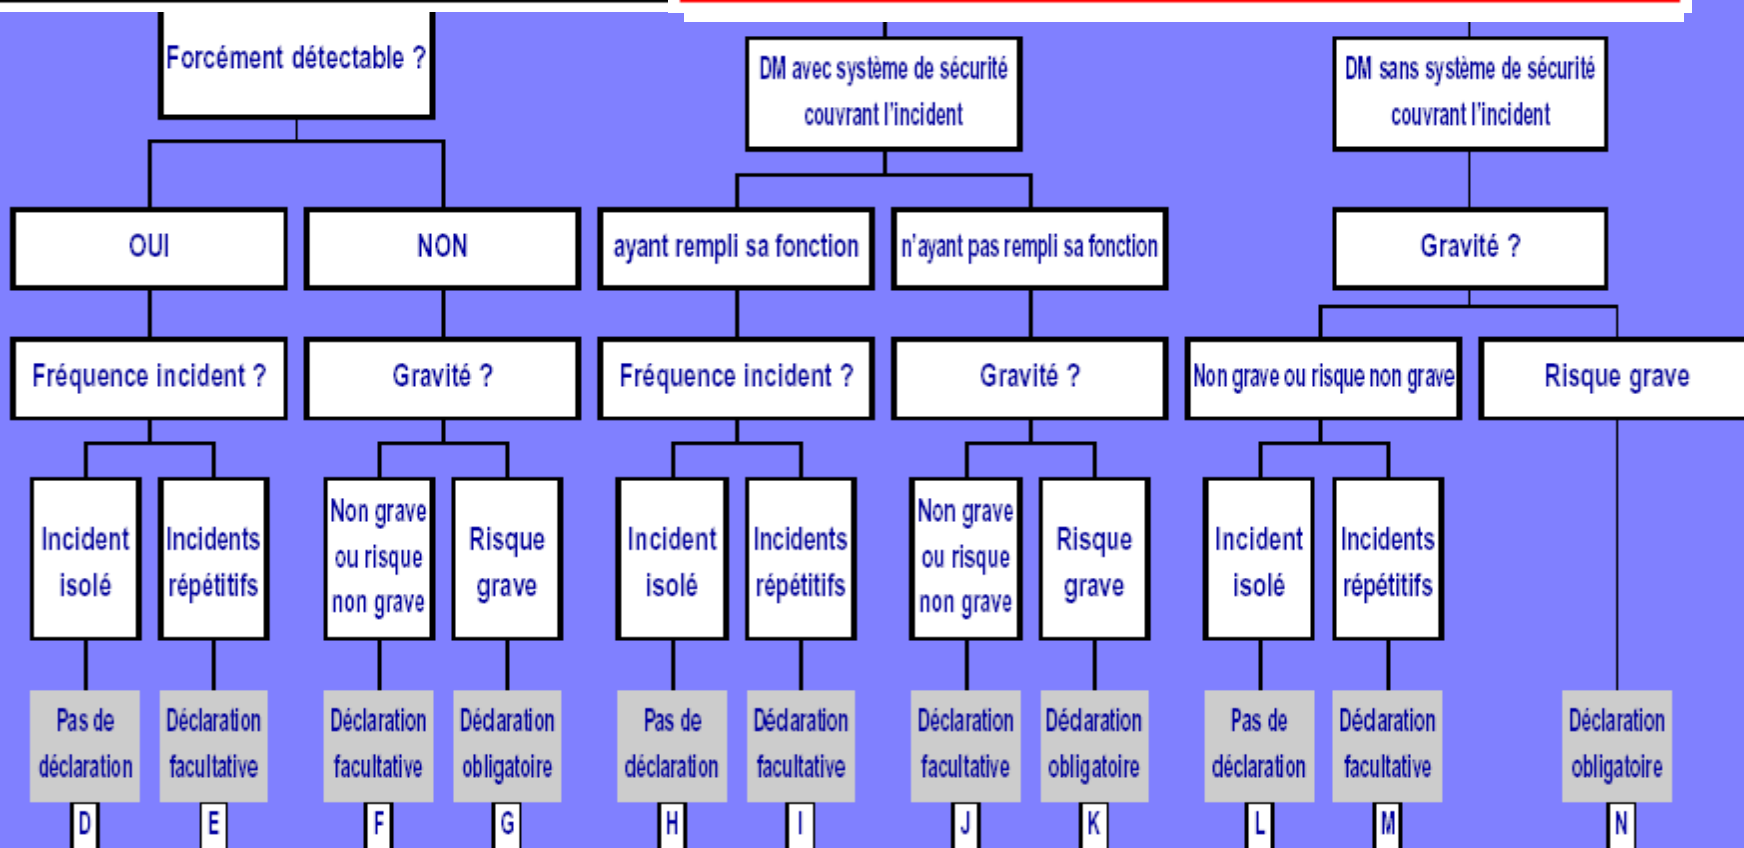 Forcément détectable ?
DM avec système de sécurité
couvrant l'incident
DM sans système de sécurité
couvrant l'incident
OUI
NON
ayant rempli sa fonction
n'ayant pas rempli sa fonction
Gravité ?
Fréquence incident ?
Gravité ?
Fréquence incident ?
Gravité ?
Non grave ou risque non grave
Risque grave
Incident
isolé
Incidents
répétitifs
Non grave
ou risque
non grave
Risque
grave
Incident
isolé
Incidents
répétitifs
Non grave
ou risque
non grave
Risque
grave
Incident
isolé
Incidents
répétitifs
Pas de
déclaration
Déclaration
facultative
Déclaration
facultative
Déclaration
obligatoire
Pas de
déclaration
Déclaration
facultative
Déclaration
facultative
Déclaration
obligatoire
Pas de
déclaration
Déclaration
facultative
Déclaration
obligatoire
D
E
F
G
H
I
J
K
L
M
N